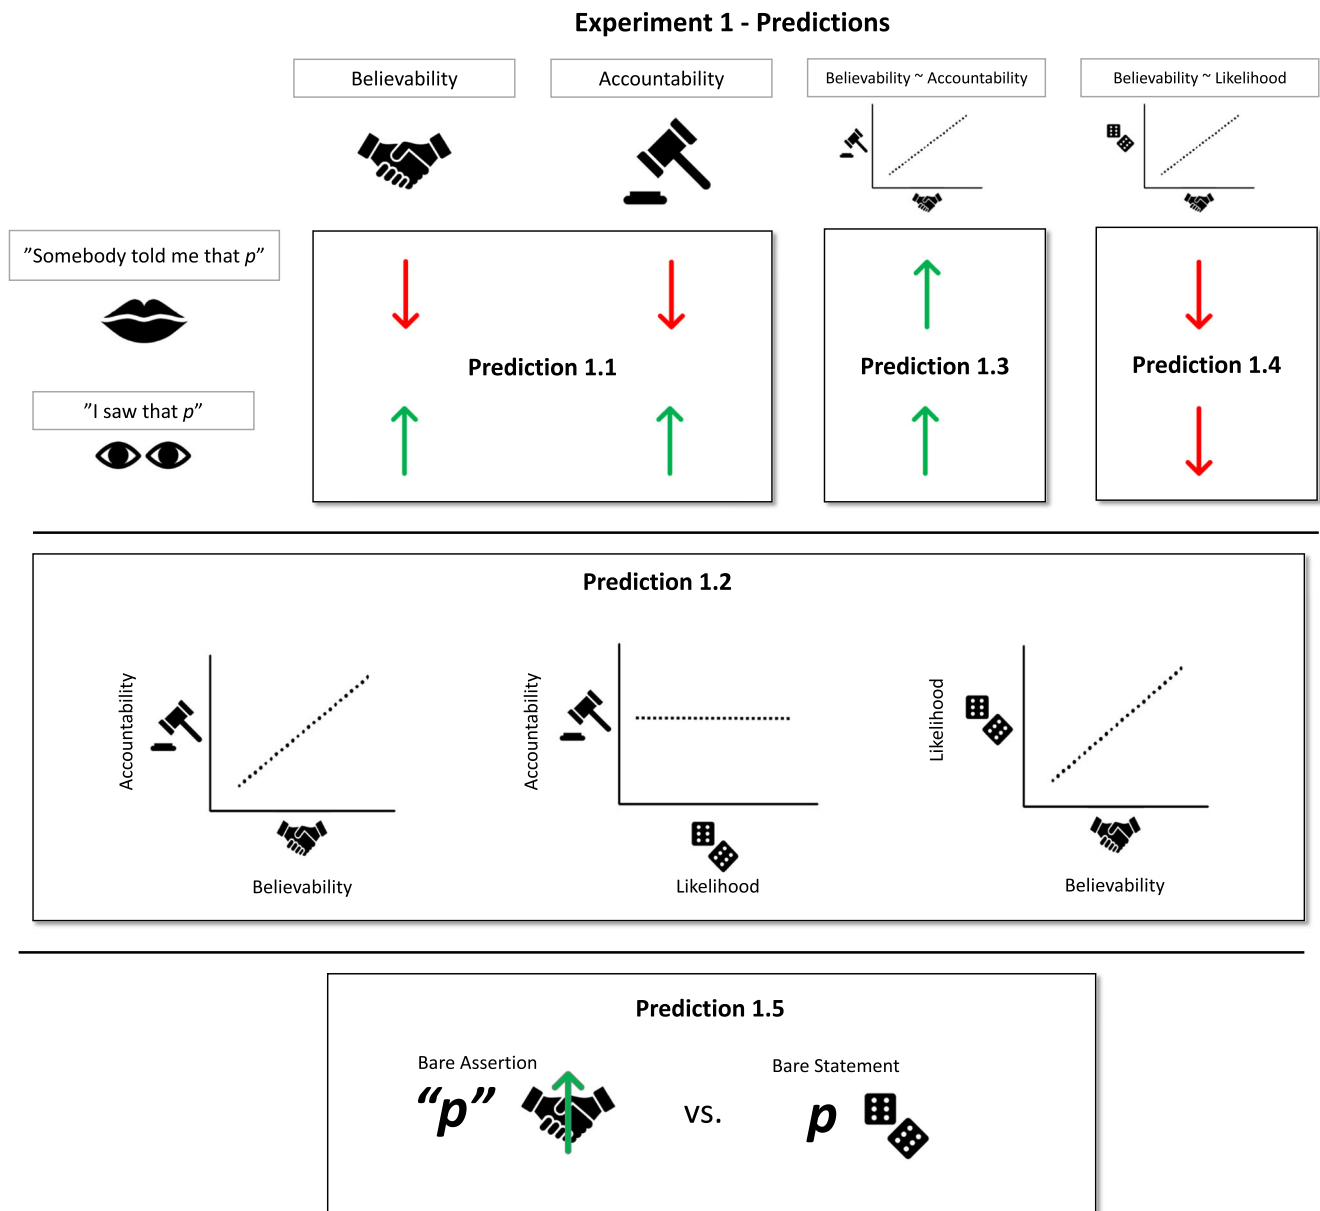 Experiment 1 - Predictions
Believability
Accountability
Believability ~ Accountability
Believability ~ Likelihood
”Somebody told me that p”
”I saw that p”
Prediction 1.1
Prediction 1.3
Prediction 1.4
Prediction 1.2
Accountability
Believability
Accountability
Likelihood
Likelihood
Believability
Prediction 1.5
Bare Assertion
“p”
vs.
Bare Statement
p